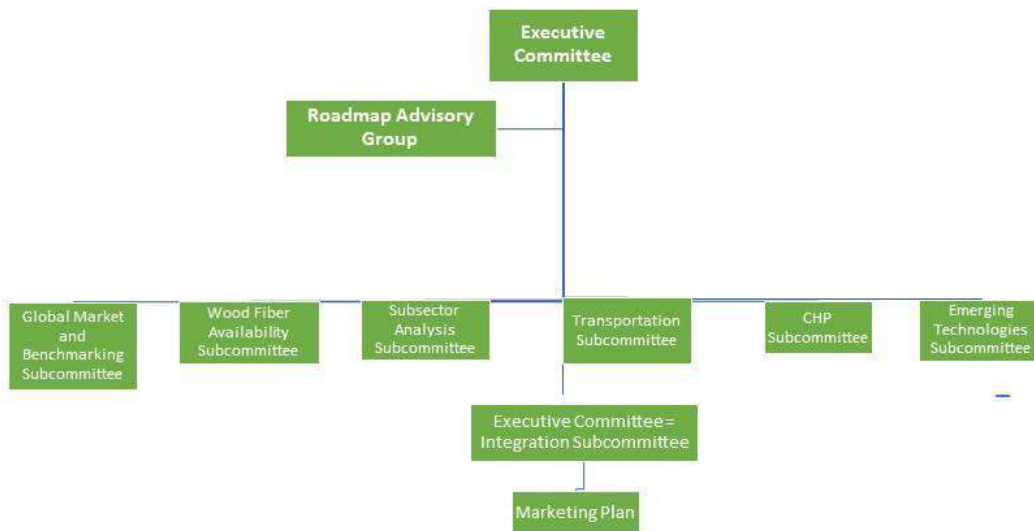 Executive
Committee
Roadmap Advisory
Group
Global Market
and
Benchmarking
Subcommittee
Wood Fiber
Availability
Subcommittee
Subsector
Analysis
Subcommittee
Transportation
Subcommittee
CHP
Subcommittee
Emerging
Technologies
Subcommittee
Executive Committee=
Integration Subcommittee
Marketing Plan